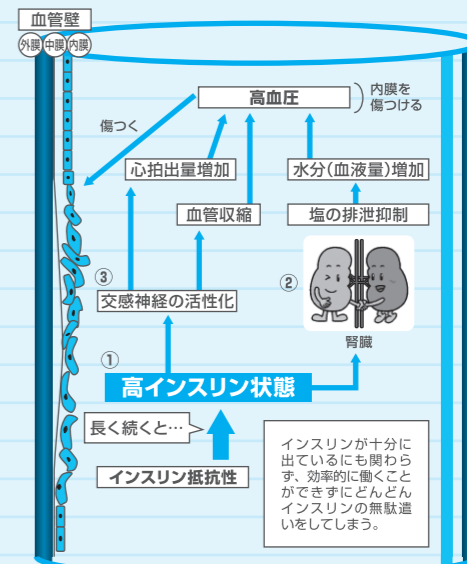 血管壁
外膜 中膜 内膜
高血圧
内膜を
傷つける
傷つく
心拍出量増加
水分(血液量)増加
血管収縮
塩の排泄抑制
③
②
交感神経の活性化
腎臓
①
高インスリン状態
長く続くと…
インスリン抵抗性
インスリンが十分に
出ているにも関わら
ず、効率的に働くこと
ができずにどんどん
インスリンの無駄遣
いをしてしまう。